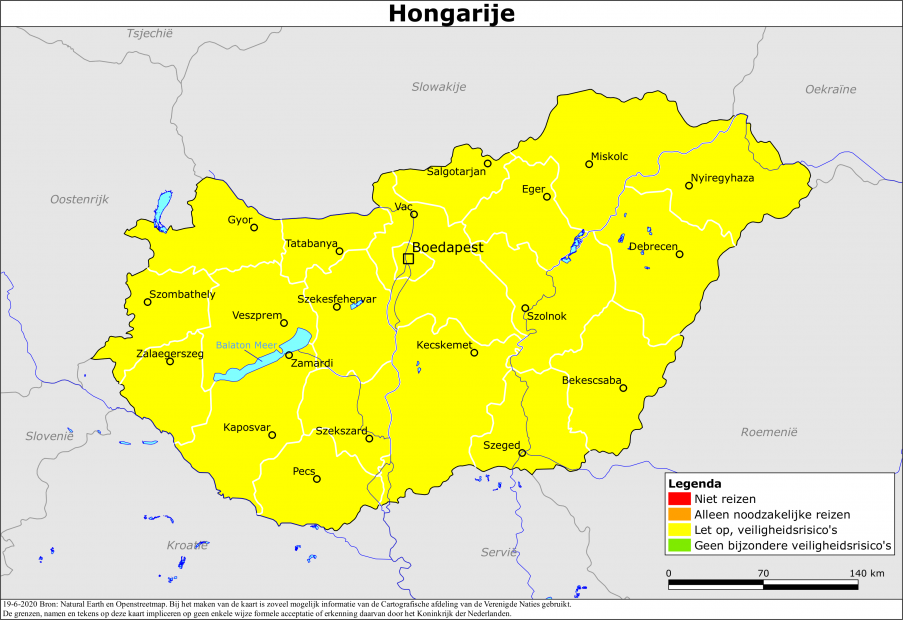 Hongarije
Tsjechië
Slowakije
Oekraïne
Miskolc
Salgotarjan
Nyiregyhaza
Eger
Oostenrijk
Vac
Gyor
Tatabanya
Boedapest
Debrecen
Szombathely
Szekesfehervar
Veszprem
Szolnok
Balaton Meer
Kecskemet
Zalaegerszeg
Zamardi
Bekescsaba
Kaposvar
Szekszard
Slovenië
Roemenië
Szeged
Pecs
Kroatië
Servië
Legenda
Niet reizen
Alleen noodzakelijke reizen
Let op, veiligheidsrisico's
Geen bijzondere veiligheidsrisico's
0 70 140 km
19-6-2020 Bron: Natural Earth en Openstreetmap. Bij het maken van de kaart is zoveel mogelijk informatie van de Cartografische afdeling van de Verenigde Naties gebruikt.
De grenzen, namen en tekens op deze kaart impliceren op geen enkele wijze formele acceptatie of erkenning daarvan door het Koninkrijk der Nederlanden.